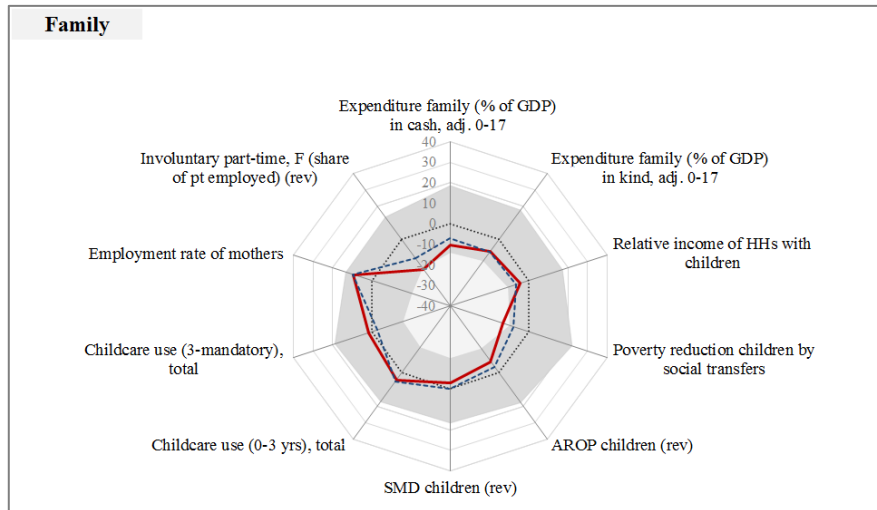 Family
Expenditure family (% of GDP)
in cash, adj. 0-17
Involuntary part-time, F (share
of pt employed) (rev)
Expenditure family (% of GDP)
in kind, adj. 0-17
Employment rate of mothers
Relative income of HHs with
children
Childcare use (3-mandatory),
total
Poverty reduction children by
social transfers
Childcare use (0-3 yrs), total
AROP children (rev)
SMD children (rev)
40
30
20
10
0
-10
-20
-30
-40